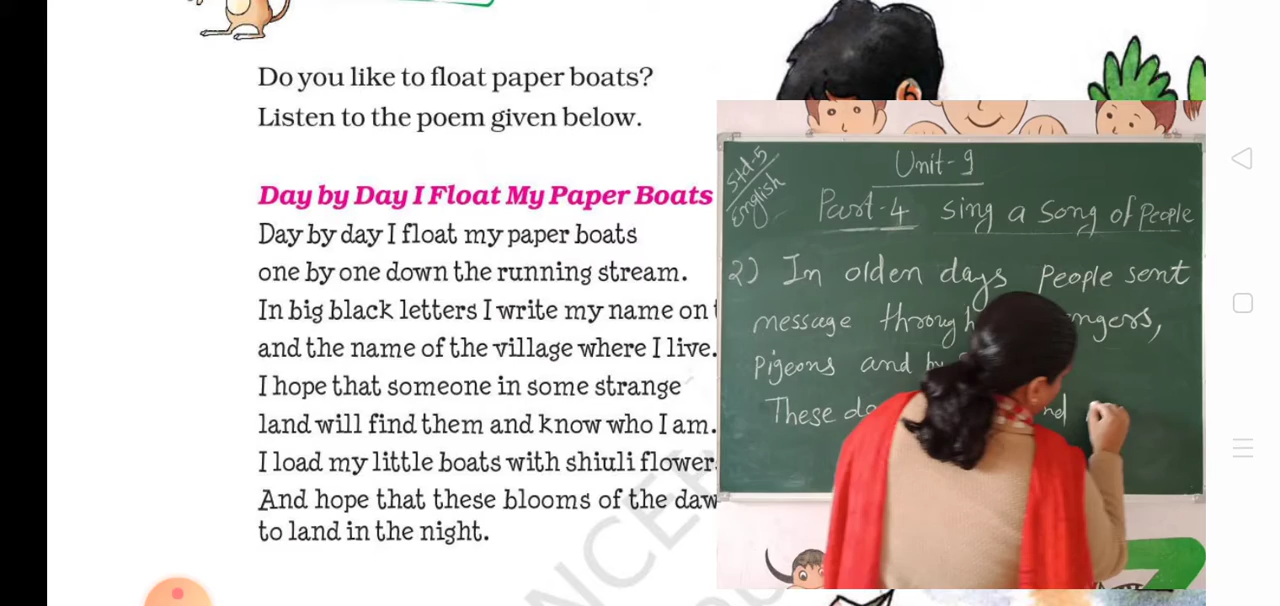 Do you like to float paper boats?
Listen to the poem given below.
Day by Day I Float My Paper Boats
Day by day I float my paper boats
one by one down the running stream.
In big black letters I write my name on
and the name of the village where I live.
I hope that someone in some strange
land will find them and know who I am.
I load my little boats with shiuli flower
And hope that these blooms of the daw
to land in the night.
Std-5
English
Unit-9
Part-4 Sing a Song of People
2) In olden days People sent
message through ngers,
Pigeons and
These
NCER